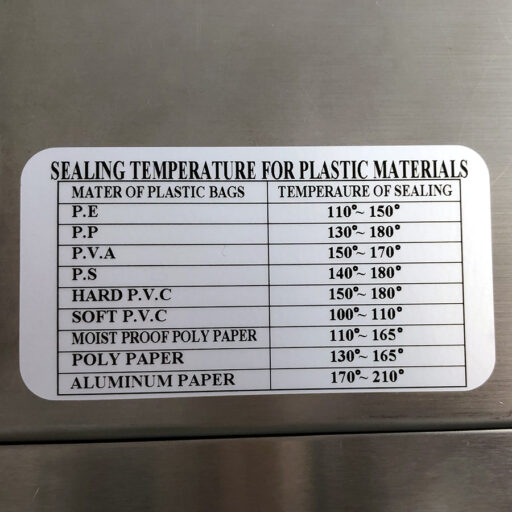 SEALING TEMPERATURE FOR PLASTIC MATERIALS
MATER OF PLASTIC BAGS TEMPERAURE OF SEALING
P.E 110°~ 150°
P.P 130°~ 180°
P.V.A 150°~ 170°
P.S 140°~ 180°
HARD P.V.C 150°~ 180°
SOFT P.V.C 100°~ 110°
MOIST PROOF POLY PAPER 110°~ 165°
POLY PAPER 130°~ 165°
ALUMINUM PAPER 170°~ 210°